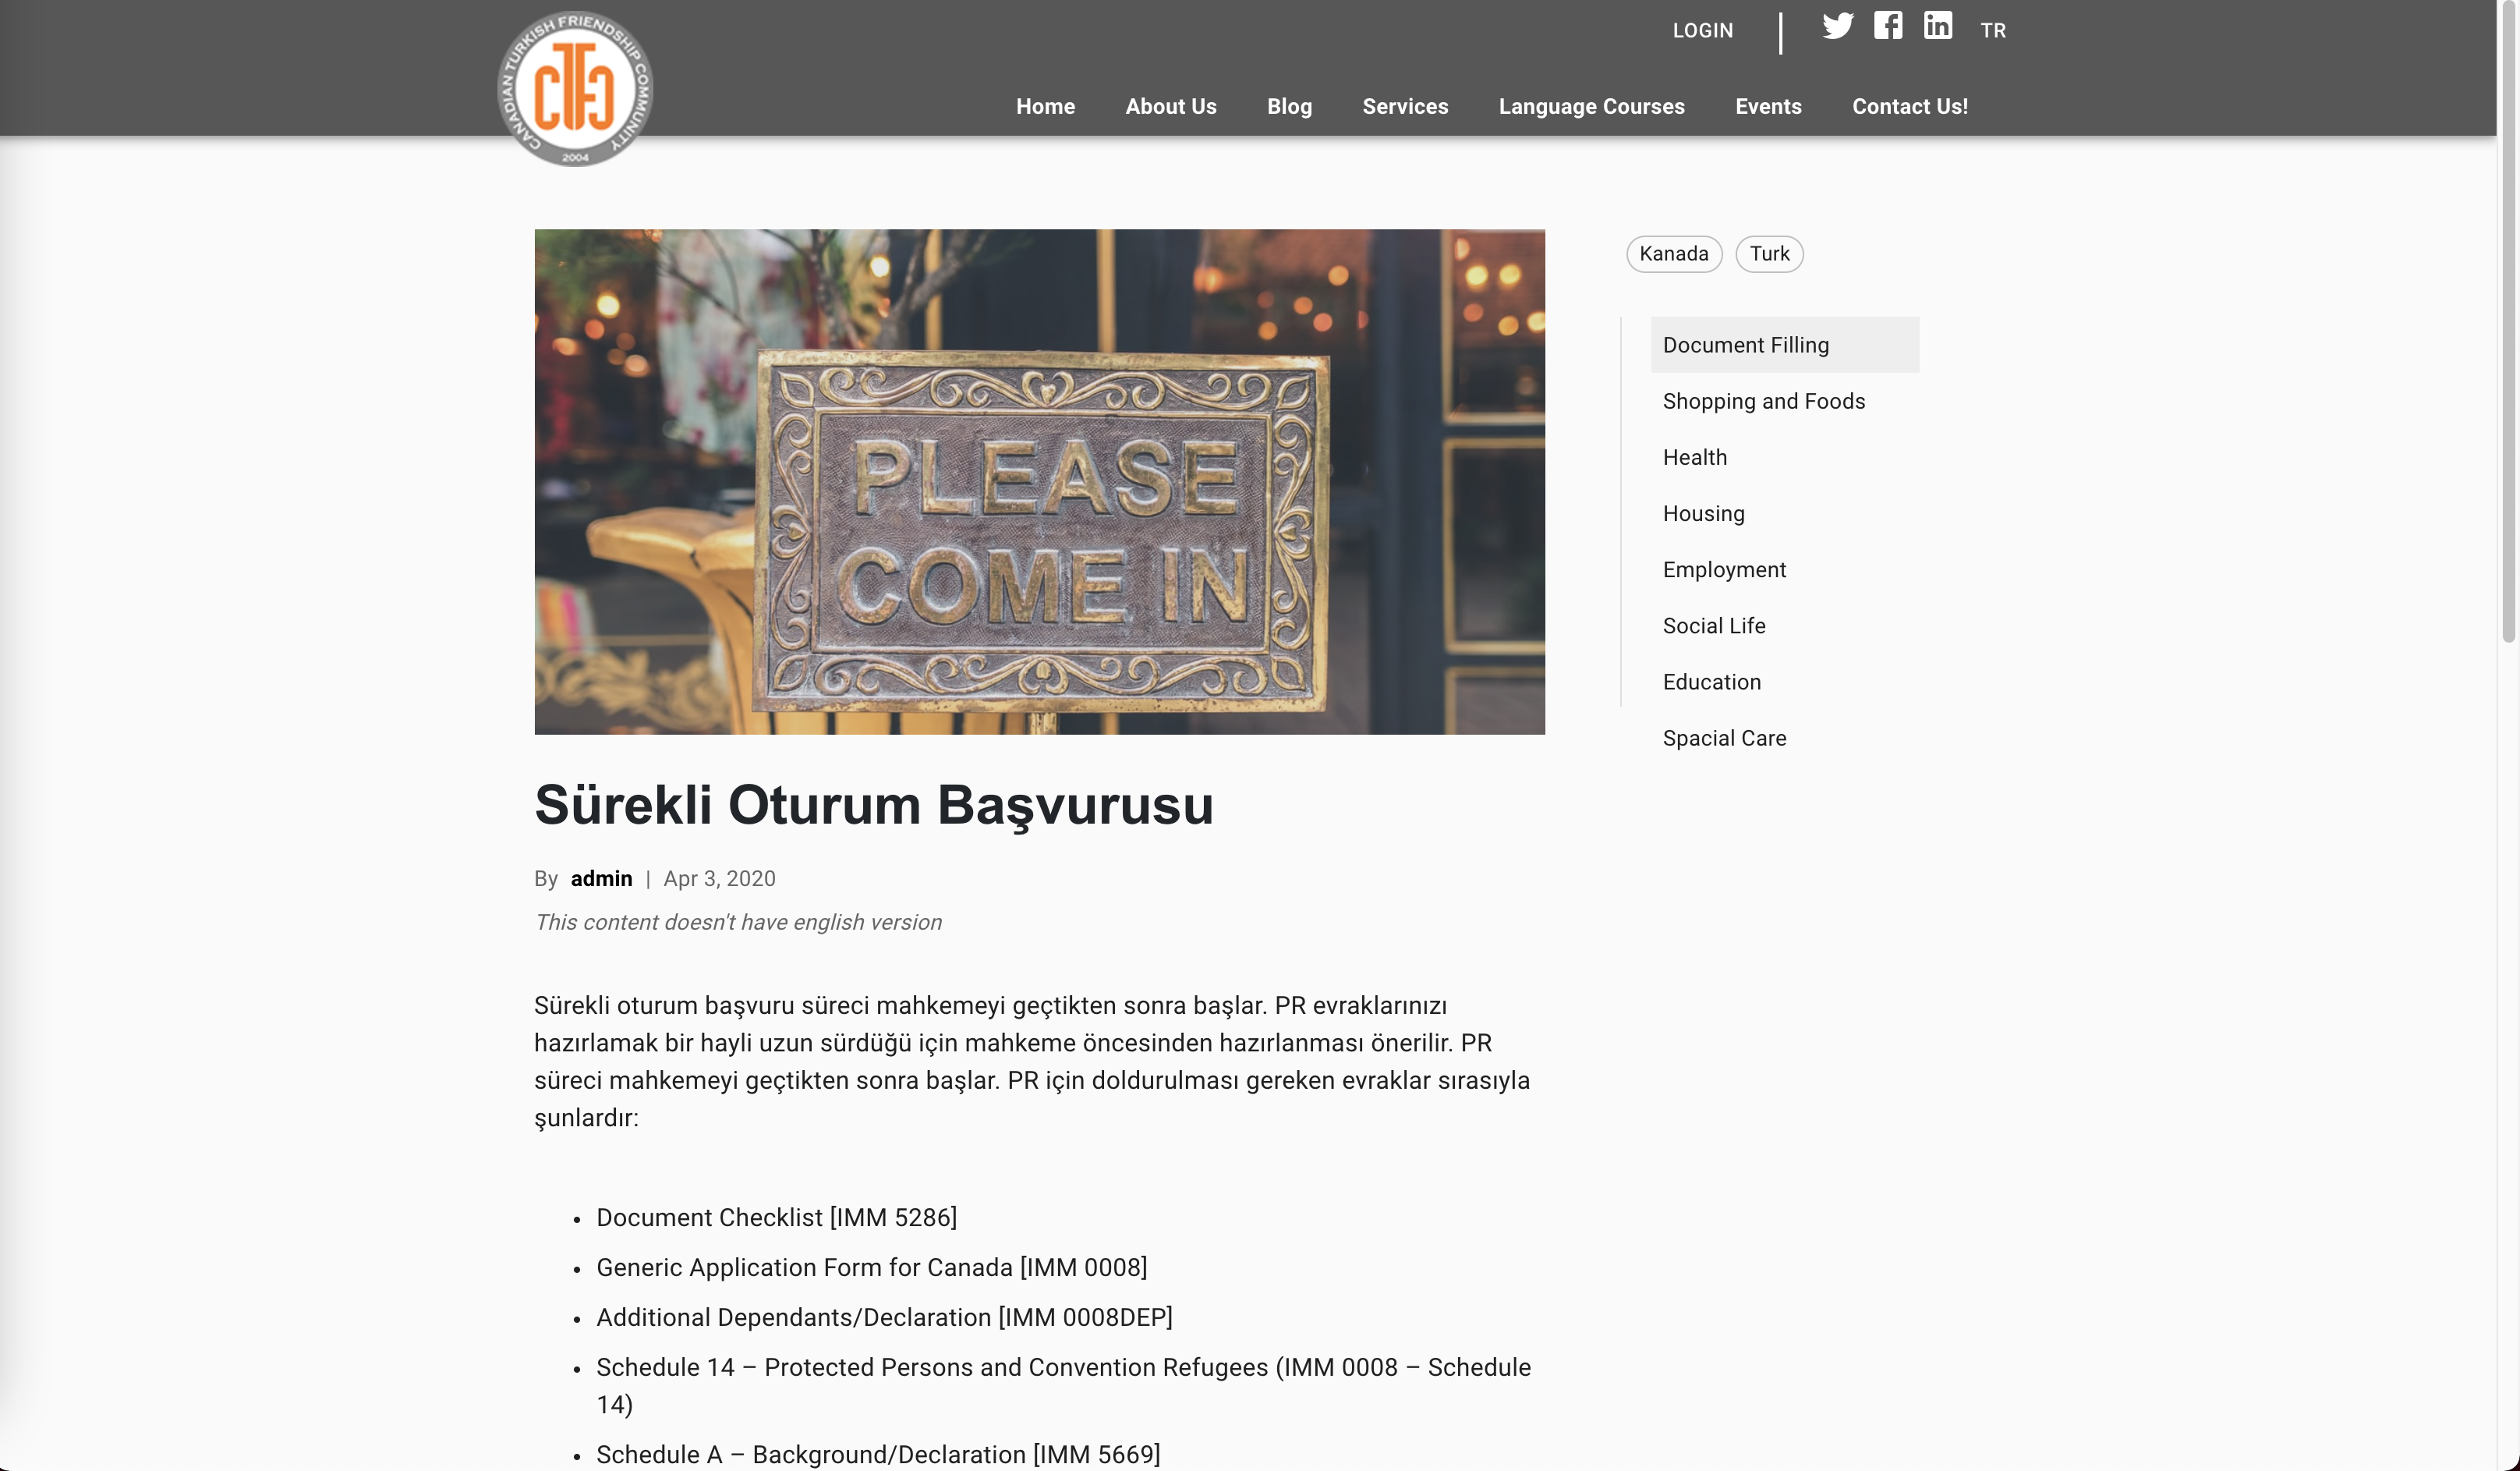 CANADIAN TURKISH FRIENDSHIP COMMUNITY
CTFC
2004
LOGIN
TR
Home
About Us
Blog
Services
Language Courses
Events
Contact Us!
PLEASE
COME IN
Kanada
Turk
Document Filling
Shopping and Foods
Health
Housing
Employment
Social Life
Education
Spacial Care
Sürekli Oturum Başvurusu
By admin | Apr 3, 2020
This content doesn't have english version
Sürekli oturum başvuru süreci mahkemeyi geçtikten sonra başlar. PR evraklarınızı
hazırlamak bir hayli uzun sürdüğü için mahkeme öncesinden hazırlanması önerilir. PR
süreci mahkemeyi geçtikten sonra başlar. PR için doldurulması gereken evraklar sırasıyla
şunlardır:
• Document Checklist [IMM 5286]
• Generic Application Form for Canada [IMM 0008]
• Additional Dependants/Declaration [IMM 0008DEP]
• Schedule 14 – Protected Persons and Convention Refugees (IMM 0008 – Schedule
14)
• Schedule A – Background/Declaration [IMM 5669]